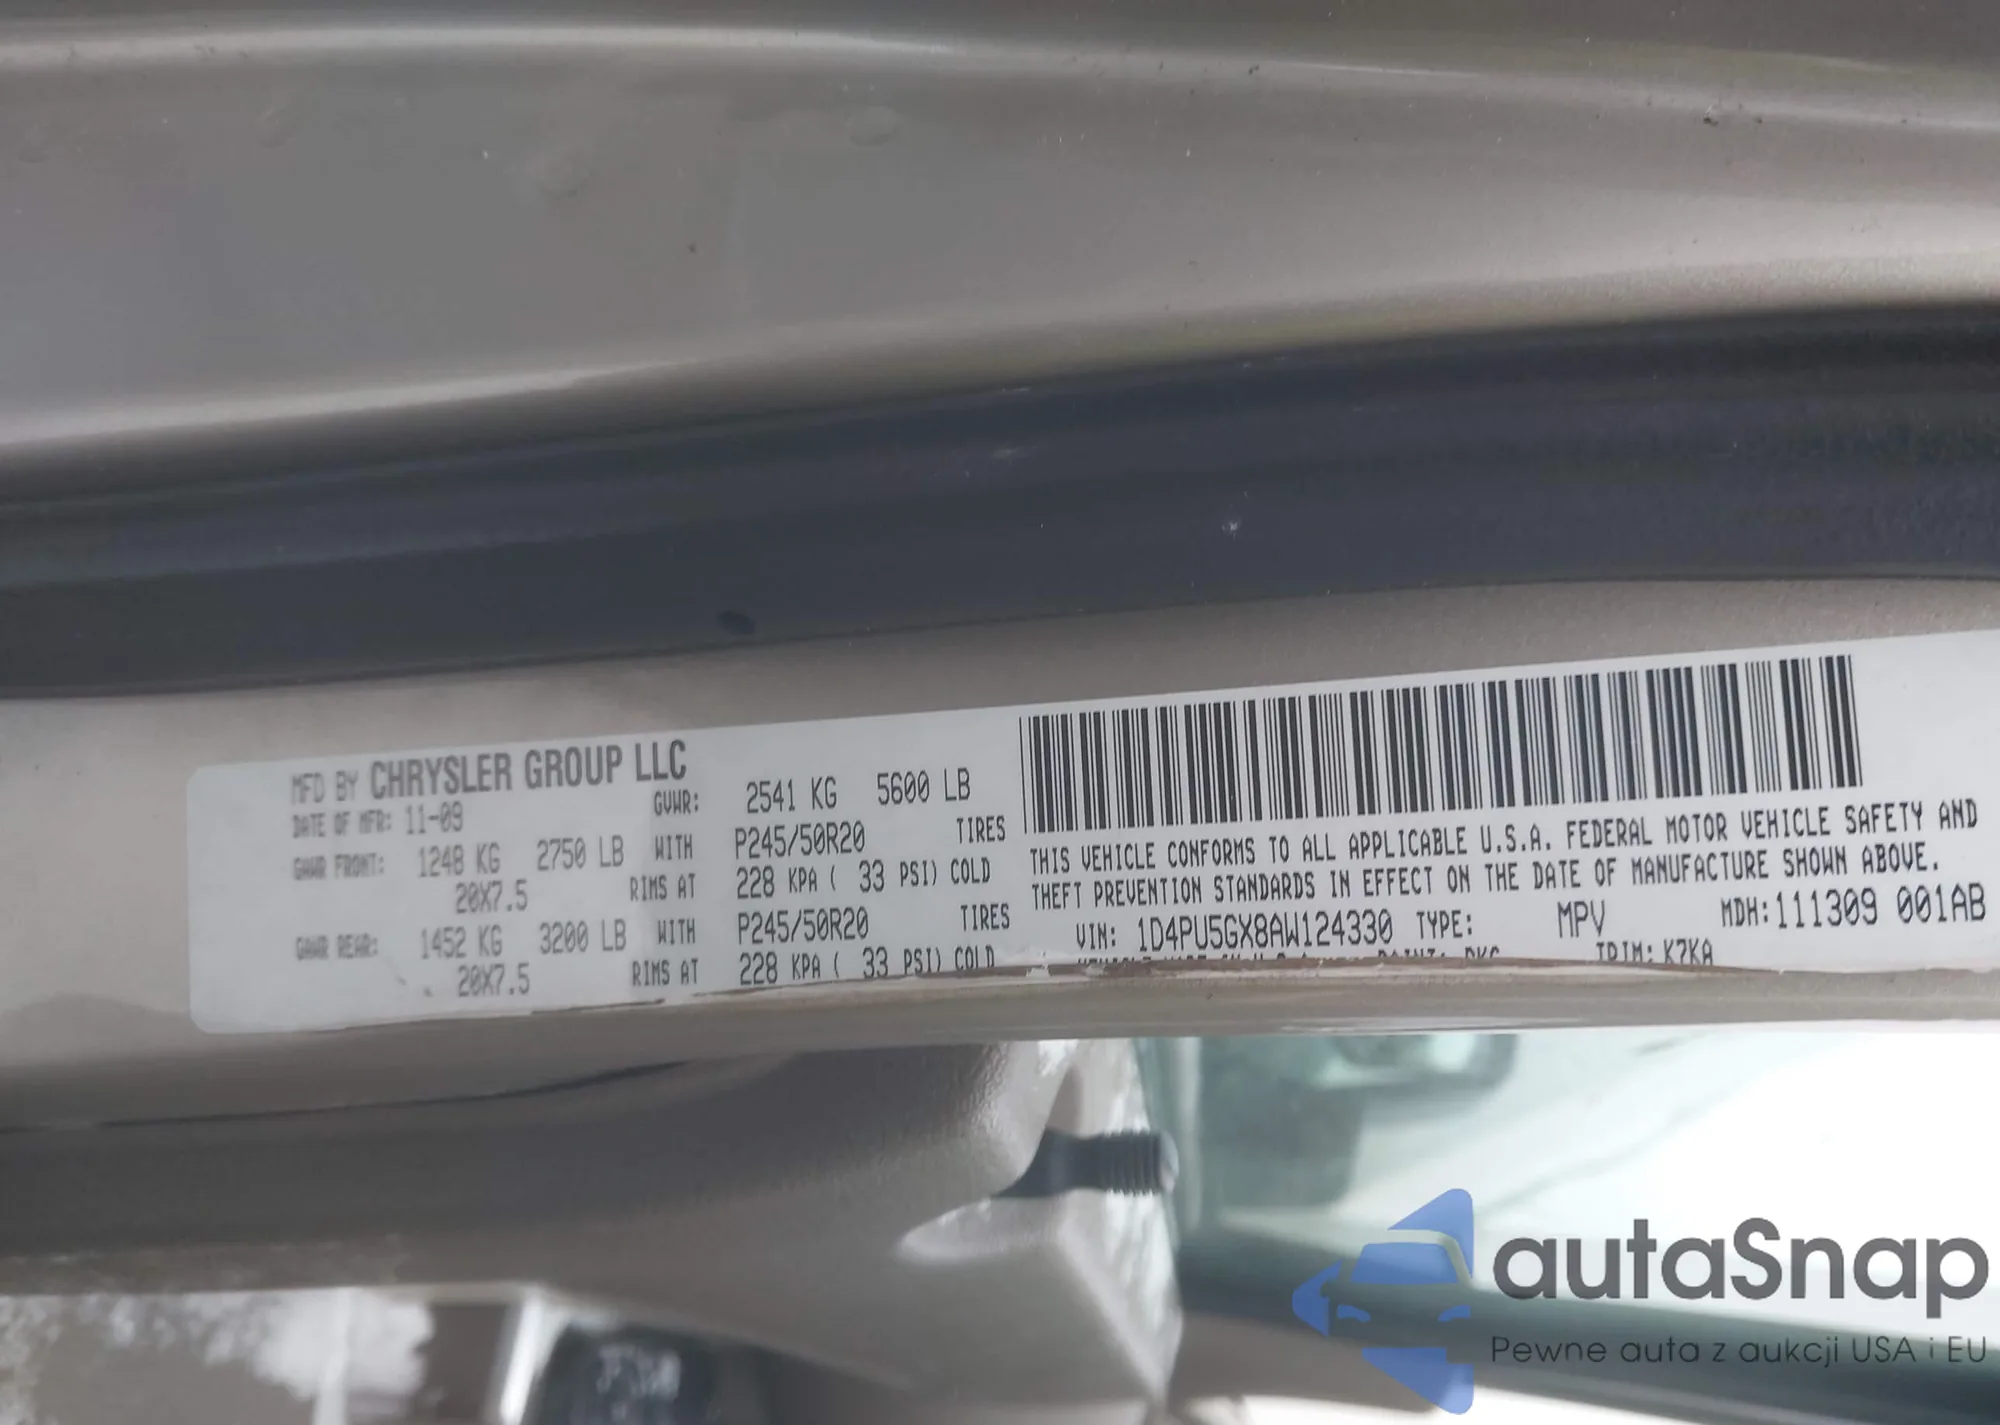 MFD BY CHRYSLER GROUP LLC
DATE OF MFR: 11-09 GVWR: 2541 KG 5600 LB
GAWR FRONT: 1248 KG 2750 LB WITH P245/50R20 TIRES
20X7.5 RIMS AT 228 KPA ( 33 PSI) COLD
GAWR REAR: 1452 KG 3200 LB WITH P245/50R20 TIRES
20X7.5 RIMS AT 228 KPA ( 33 PSI) COLD
THIS VEHICLE CONFORMS TO ALL APPLICABLE U.S.A. FEDERAL MOTOR VEHICLE SAFETY AND
THEFT PREVENTION STANDARDS IN EFFECT ON THE DATE OF MANUFACTURE SHOWN ABOVE.
VIN: 1D4PU5GX8AW124330 TYPE: MPV MDH:111309 001AB
PAINT: PKG TRIM: K7KA
autaSnap
Pewne auta z aukcji USA i EU